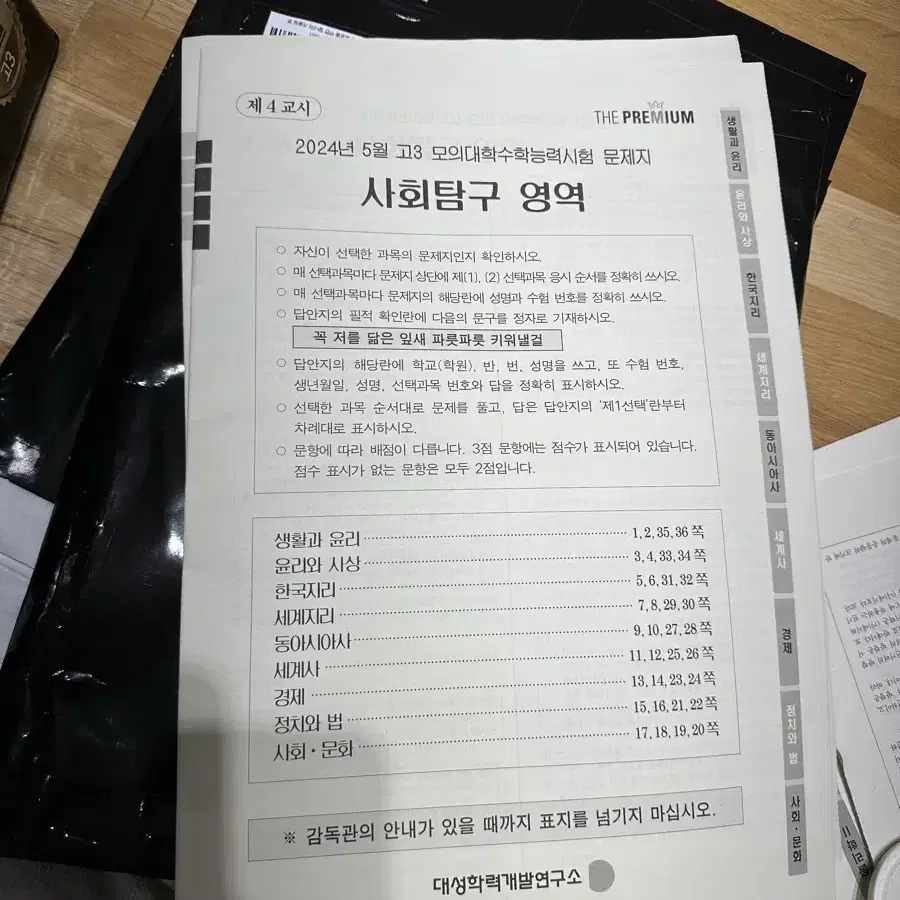 고3
제 4 교시
THE PREMIUM
2024년 5월 고3 모의대학수학능력시험 문제지
사회탐구 영역
○ 자신이 선택한 과목의 문제지인지 확인하시오.
○ 매 선택과목마다 문제지 상단에 제(1), (2) 선택과목 응시 순서를 정확히 쓰시오.
○ 매 선택과목마다 문제지의 해당란에 성명과 수험 번호를 정확히 쓰시오.
○ 답안지의 필적 확인란에 다음의 문구를 정자로 기재하시오.
꼭 저를 닮은 잎새 파릇파릇 키워낼걸
○ 답안지의 해당란에 학교(학원), 반, 번, 성명을 쓰고, 또 수험 번호,
생년월일, 성명, 선택과목 번호와 답을 정확히 표시하시오.
○ 선택한 과목 순서대로 문제를 풀고, 답은 답안지의 '제1선택'란부터
차례대로 표시하시오.
○ 문항에 따라 배점이 다릅니다. 3점 문항에는 점수가 표시되어 있습니다.
점수 표시가 없는 문항은 모두 2점입니다.
생활과 윤리 1, 2, 35, 36 쪽
윤리와 사상 3, 4, 33, 34 쪽
한국지리 5, 6, 31, 32 쪽
세계지리 7, 8, 29, 30 쪽
동아시아사 9, 10, 27, 28 쪽
세계사 11, 12, 25, 26 쪽
경제 13, 14, 23, 24 쪽
정치와 법 15, 16, 21, 22 쪽
사회・문화 17, 18, 19, 20 쪽
※ 감독관의 안내가 있을 때까지 표지를 넘기지 마십시오.
대성학력개발연구소
생활과 윤리
윤리와 사상
한국지리
세계지리
동아시아사
세계사
경제
정치와 법
사회・문화